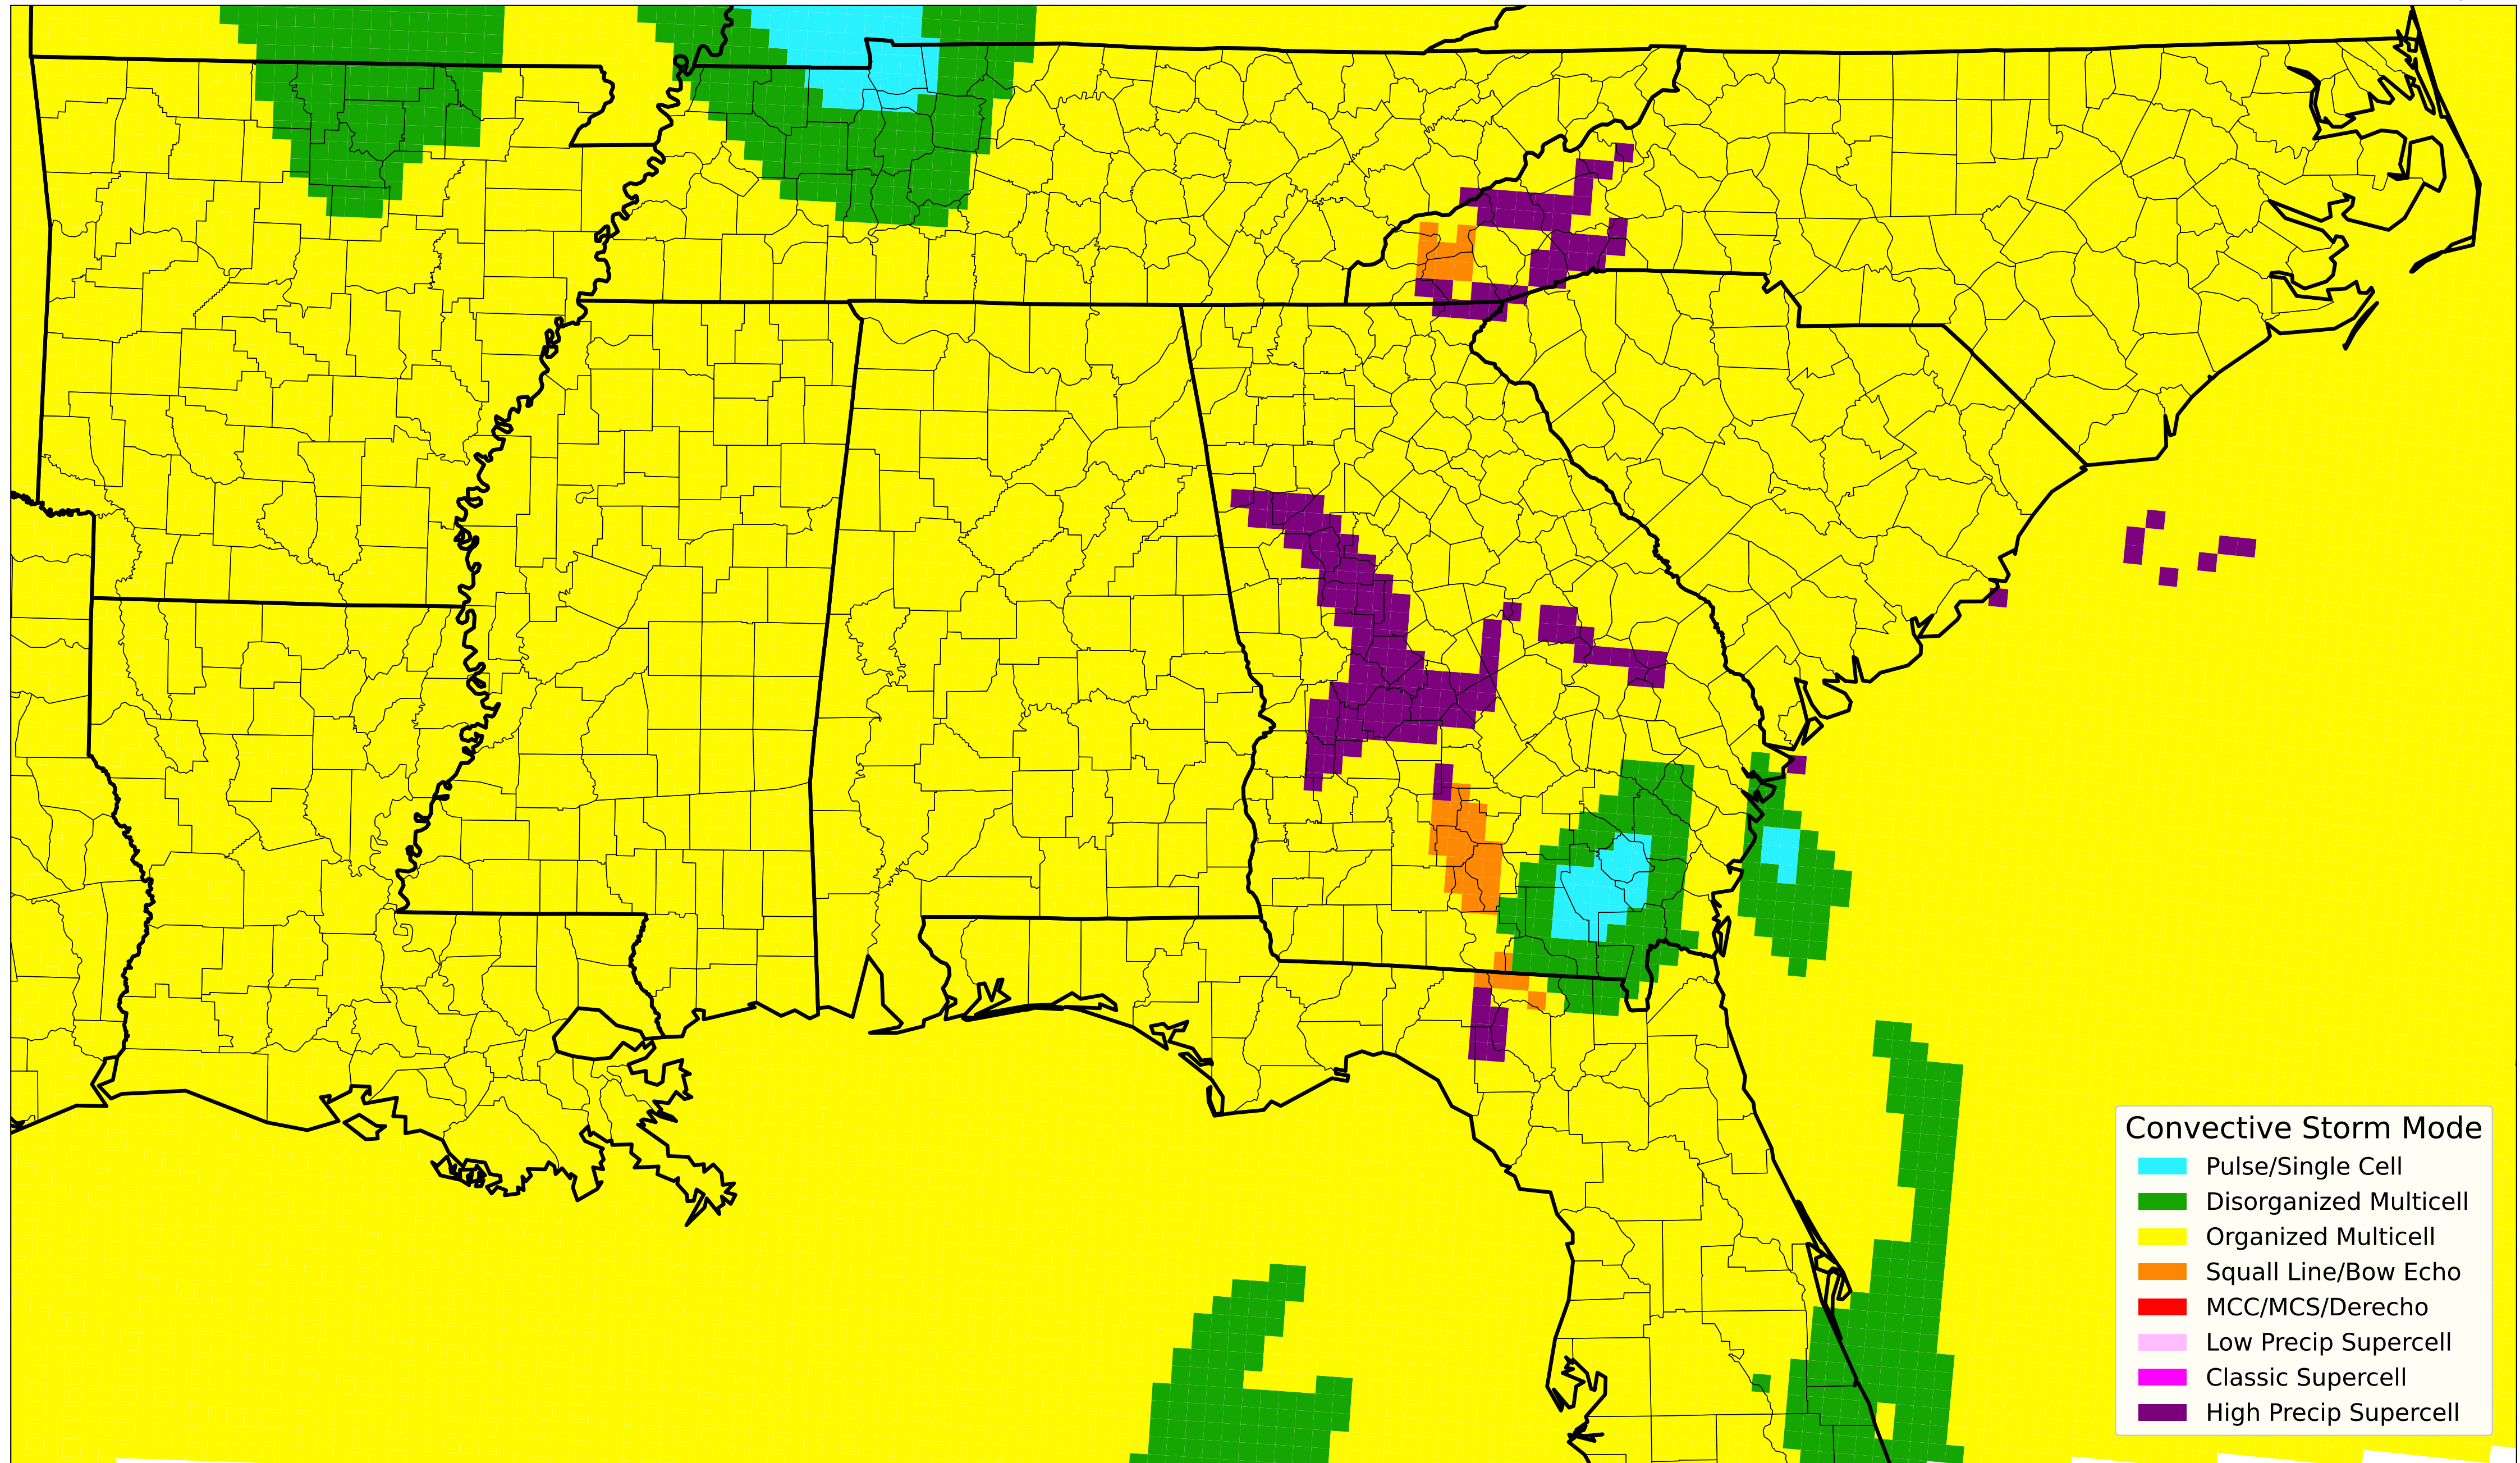 Convective Storm Mode
Pulse/Single Cell
Disorganized Multicell
Organized Multicell
Squall Line/Bow Echo
MCC/MCS/Derecho
Low Precip Supercell
Classic Supercell
High Precip Supercell